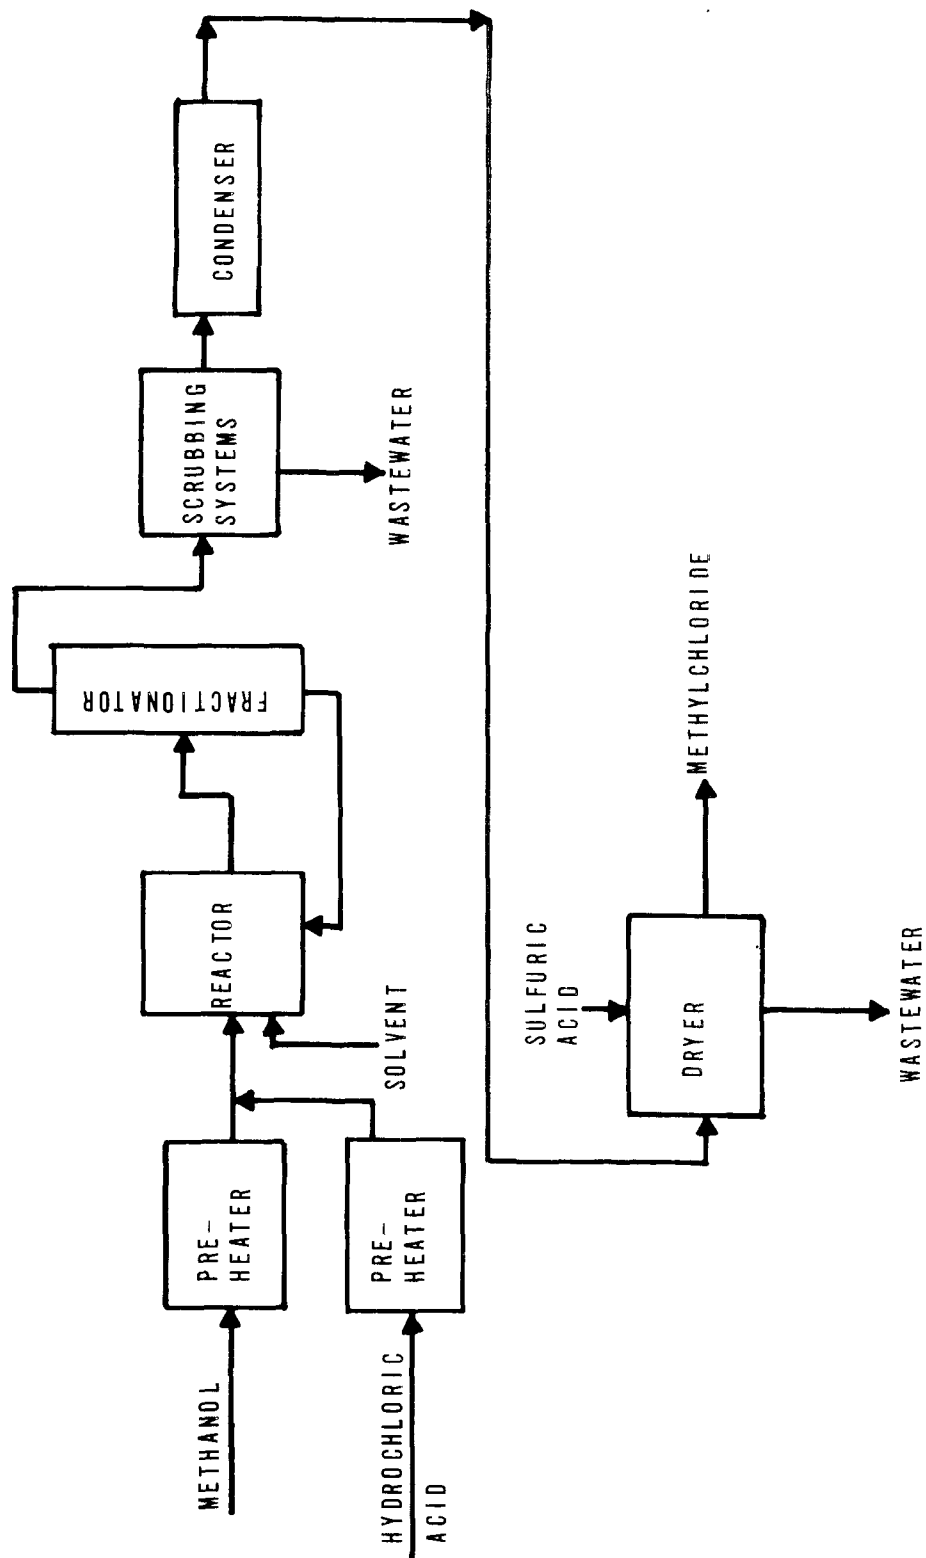 METHANOL
PRE-
HEATER
HYDROCHLORIC
ACID
PRE-
HEATER
SOLVENT
REACTOR
FRACTIONATOR
SCRUBBING
SYSTEMS
WASTEWATER
CONDENSER
SULFURIC
ACID
DRYER
METHYLCHLORIDE
WASTEWATER